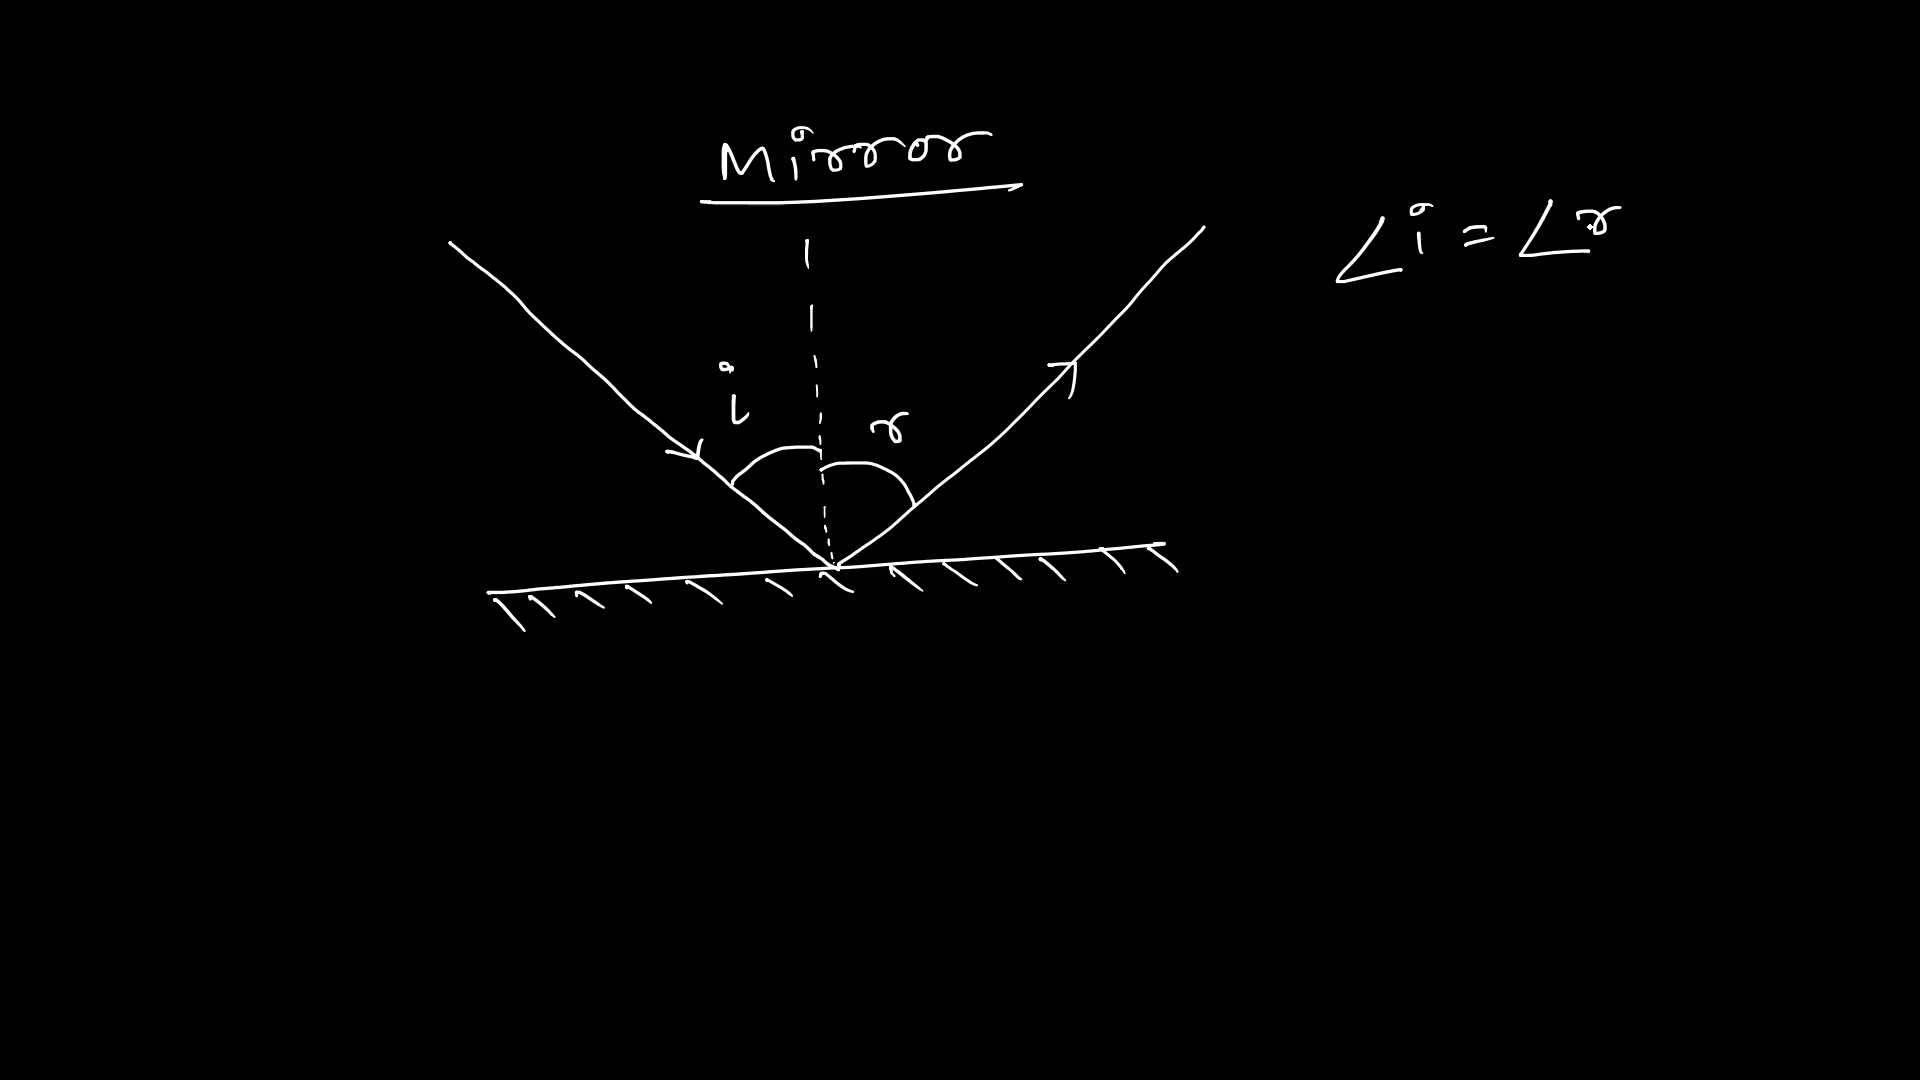 Mirror
∠i = ∠r
i
r